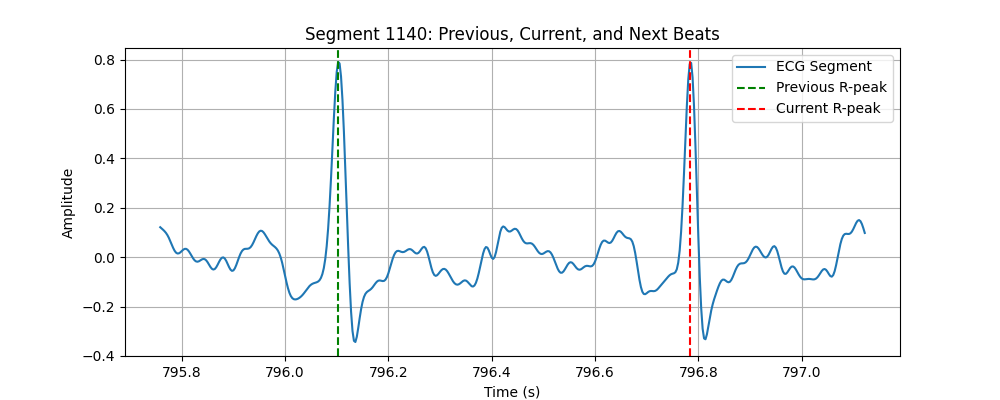 Segment 1140: Previous, Current, and Next Beats
ECG Segment
Previous R-peak
Current R-peak
Amplitude
0.8
0.6
0.4
0.2
0.0
−0.2
−0.4
795.8 796.0 796.2 796.4 796.6 796.8 797.0
Time (s)